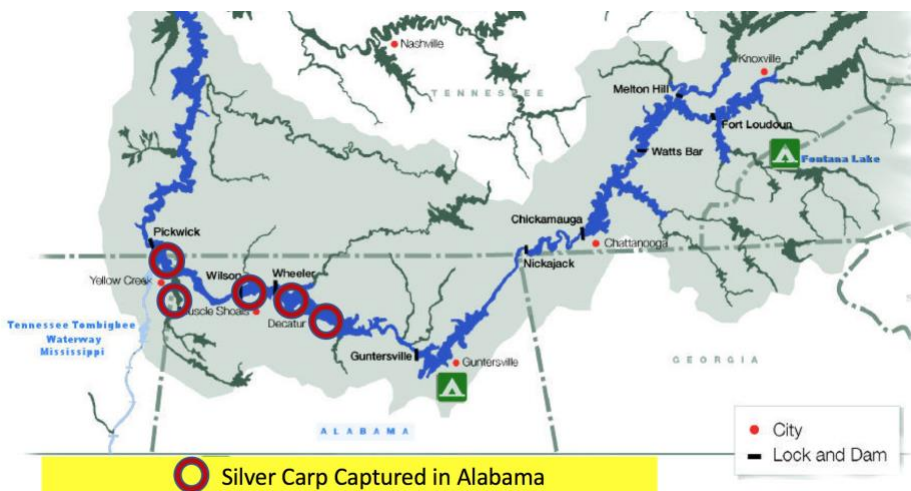 Nashville
Knoxville
TENNESSEE
Melton Hill
Fort Loudoun
Watts Bar
Fontana Lake
Chickamauga
Pickwick
Chattanooga
Nickajack
Wilson
Wheeler
Yellow Creek
uscle Shoals
Decatur
Tennessee Tombigbee
Waterway
Mississippi
Guntersville
Guntersville
GEORGIA
ALABAMA
City
Lock and Dam
Silver Carp Captured in Alabama